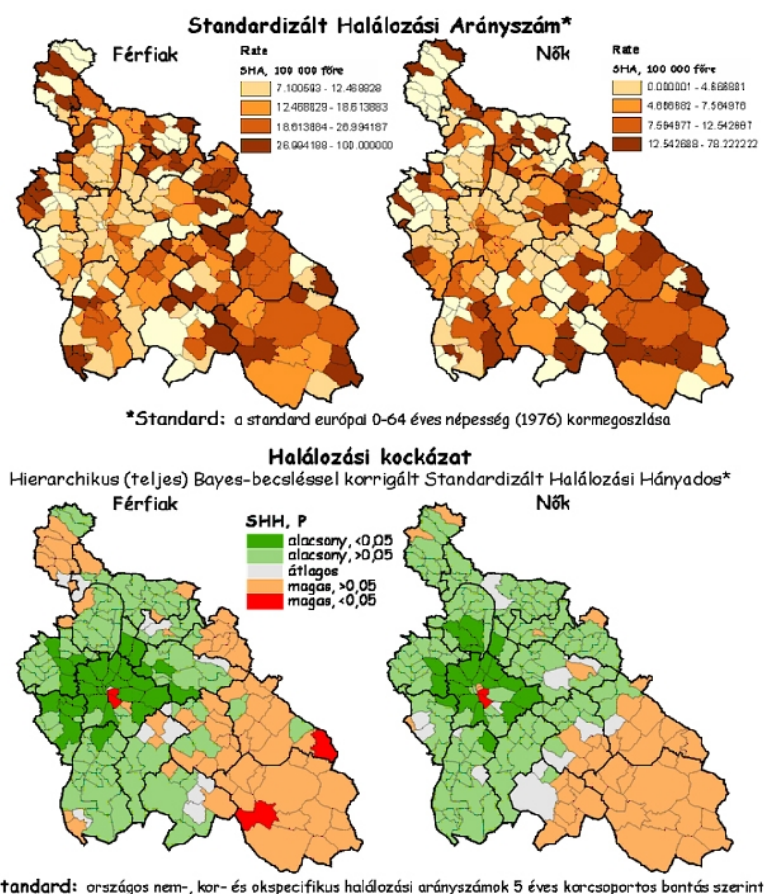 Standardizált Halálozási Arányszám*
Férfiak
Rate
SHA, 100 000 főre
7.100593 - 12.468828
12.468829 - 18.613883
18.613884 - 26.994187
26.994188 - 100.000000
Nők
Rate
SHA, 100 000 főre
0.000001 - 4.666881
4.666882 - 7.564976
7.564977 - 12.542687
12.542688 - 78.222222
*Standard: a standard európai 0-64 éves népesség (1976) kormegoszlása
Halálozási kockázat
Hierarchikus (teljes) Bayes-becsléssel korrigált Standardizált Halálozási Hányados*
Férfiak
Nők
SHH, P
alacsony, <0,05
alacsony, >0,05
átlagos
magas, >0,05
magas, <0,05
tandard: országos nem-, kor- és okspecifikus halálozási arányszámok 5 éves korcsoportos bontás szerint